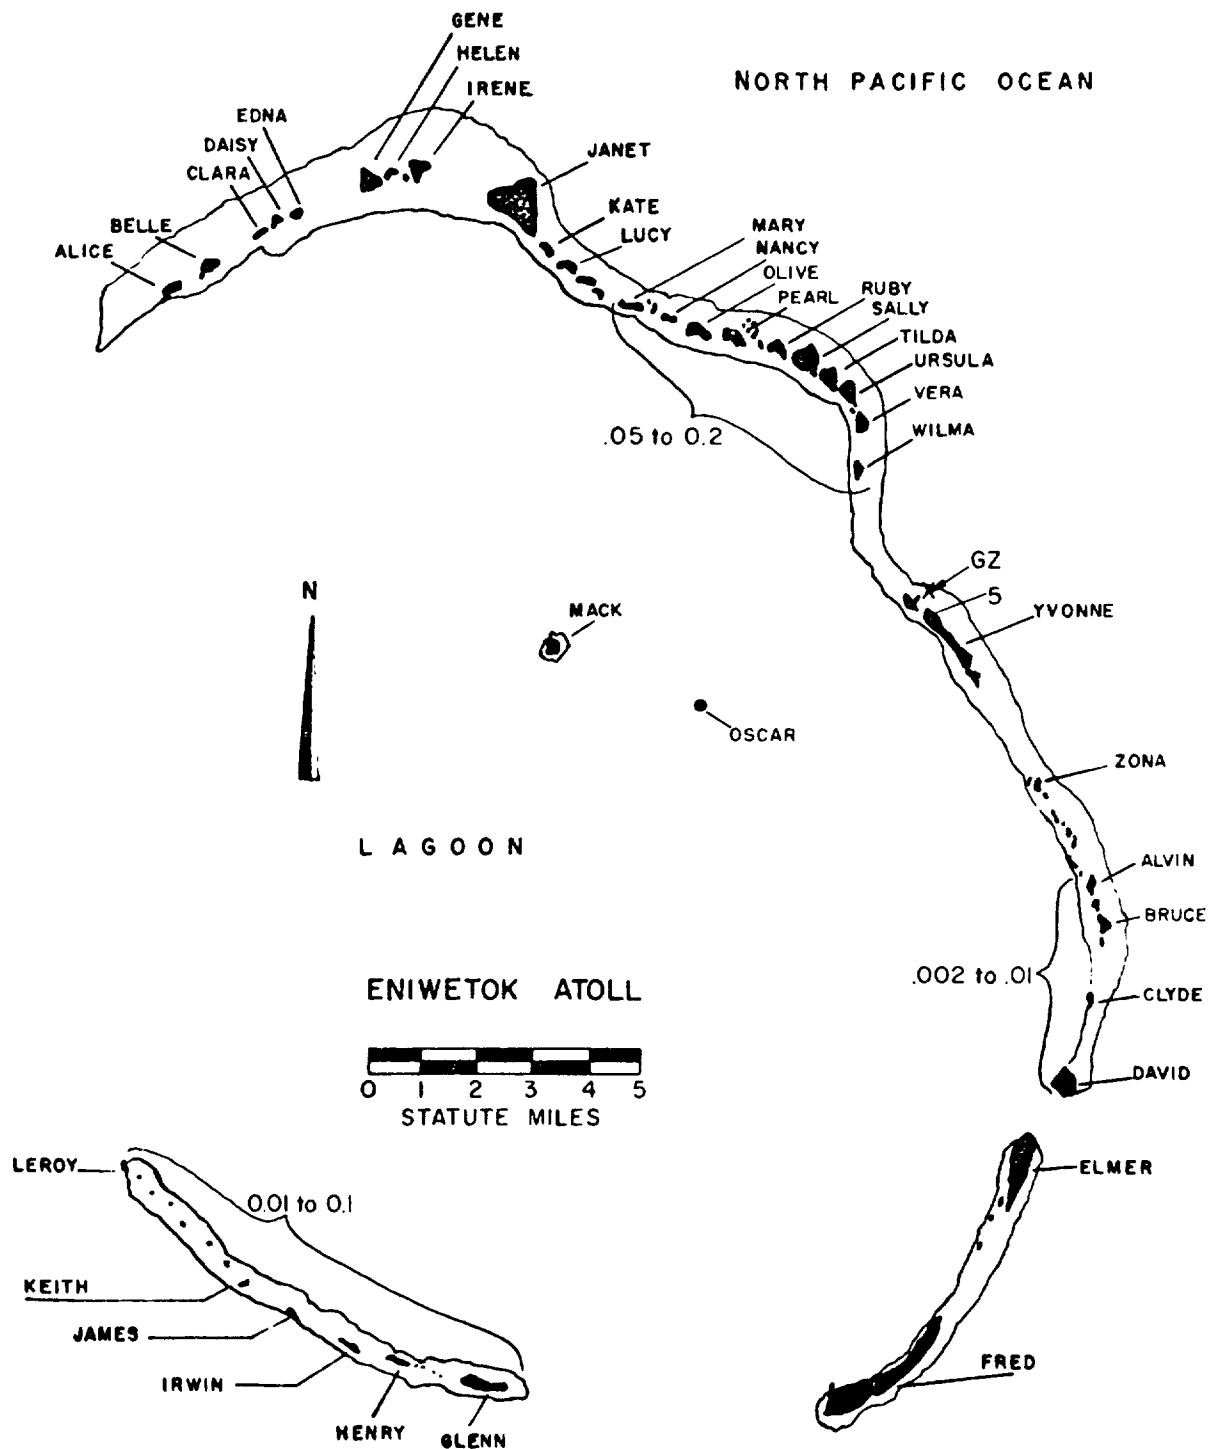 GENE
HELEN
IRENE
NORTH PACIFIC OCEAN
EDNA
DAISY
CLARA
BELLE
ALICE
JANET
KATE
LUCY
MARY
NANCY
OLIVE
PEARL
RUBY
SALLY
TILDA
URSULA
VERA
WILMA
.05 to 0.2
GZ
5
YVONNE
N
MACK
OSCAR
ZONA
LAGOON
ALVIN
BRUCE
.002 to .01
CLYDE
DAVID
ENIWETOK ATOLL
0 1 2 3 4 5
STATUTE MILES
LEROY
0.01 to 0.1
ELMER
KEITH
JAMES
IRWIN
HENRY
GLENN
FRED